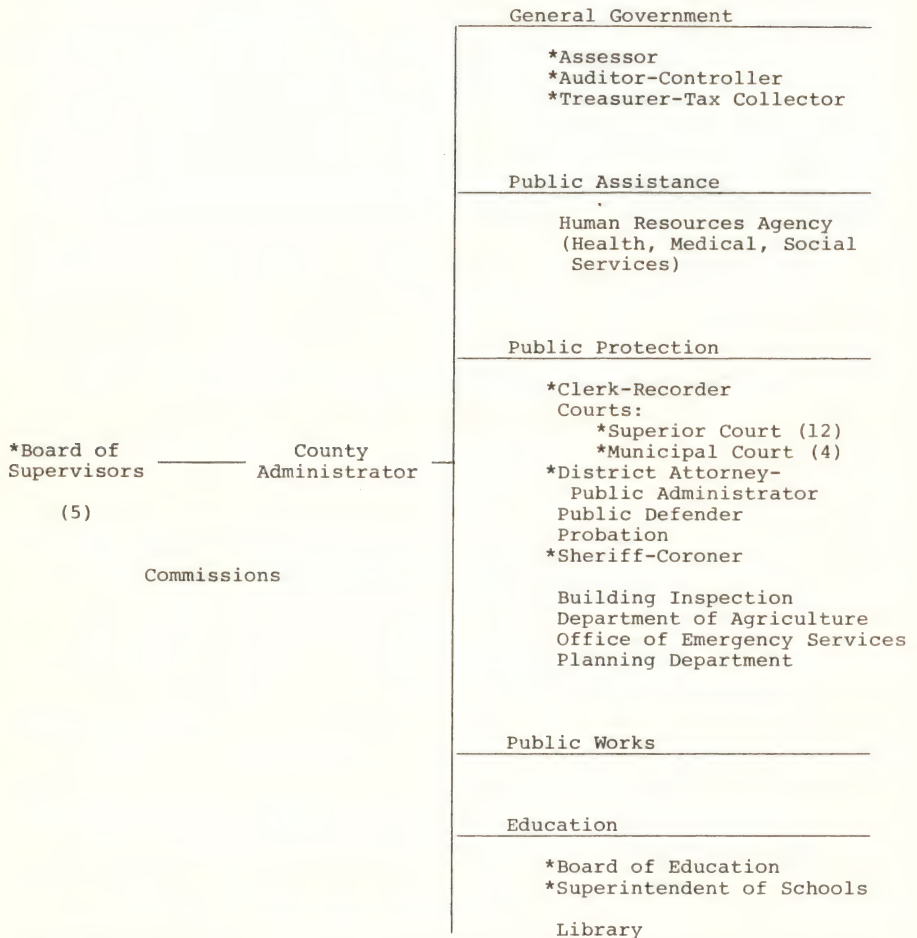 General Government
*Assessor
*Auditor-Controller
*Treasurer-Tax Collector
Public Assistance
Human Resources Agency
(Health, Medical, Social
Services)
Public Protection
*Clerk-Recorder
Courts:
*Superior Court (12)
*Municipal Court (4)
*District Attorney-
Public Administrator
Public Defender
Probation
*Sheriff-Coroner
Building Inspection
Department of Agriculture
Office of Emergency Services
Planning Department
*Board of
Supervisors
(5)
County
Administrator
Commissions
Public Works
Education
*Board of Education
*Superintendent of Schools
Library